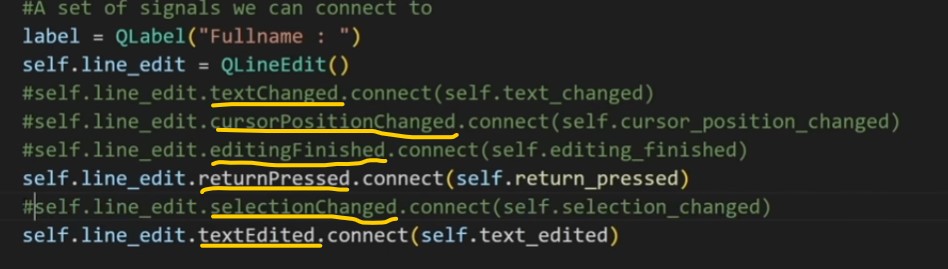 #A set of signals we can connect to
label = QLabel("Fullname : ")
self.line_edit = QLineEdit()
#self.line_edit.textChanged.connect(self.text_changed)
#self.line_edit.cursorPositionChanged.connect(self.cursor_position_changed)
#self.line_edit.editingFinished.connect(self.editing_finished)
self.line_edit.returnPressed.connect(self.return_pressed)
#self.line_edit.selectionChanged.connect(self.selection_changed)
self.line_edit.textEdited.connect(self.text_edited)